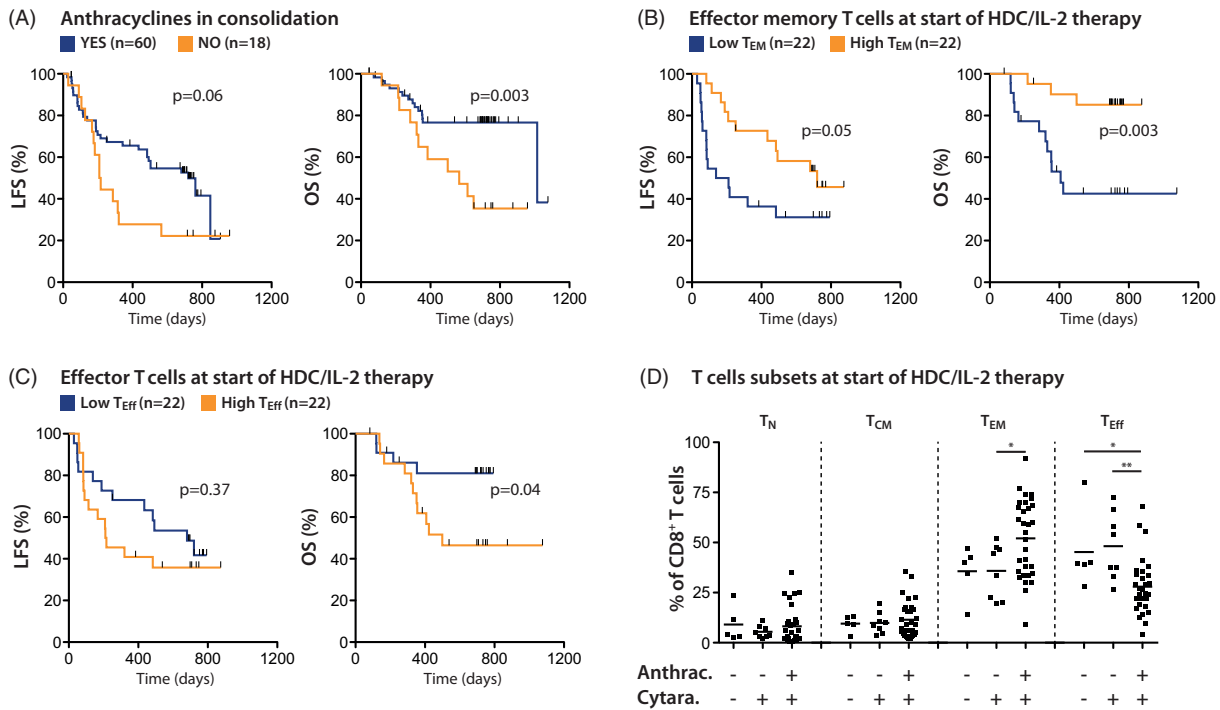 (A) Anthracyclines in consolidation
YES (n=60) NO (n=18)
100
80
60
40
20
0
LFS (%)
p=0.06
0 400 800 1200
Time (days)
100
80
60
40
20
0
OS (%)
p=0.003
0 400 800 1200
Time (days)
(B) Effector memory T cells at start of HDC/IL-2 therapy
Low TEM (n=22) High TEM (n=22)
100
80
60
40
20
0
LFS (%)
p=0.05
0 400 800 1200
Time (days)
100
80
60
40
20
0
OS (%)
p=0.003
0 400 800 1200
Time (days)
(C) Effector T cells at start of HDC/IL-2 therapy
Low TEff (n=22) High TEff (n=22)
100
80
60
40
20
0
LFS (%)
p=0.37
0 400 800 1200
Time (days)
100
80
60
40
20
0
OS (%)
p=0.04
0 400 800 1200
Time (days)
(D) T cells subsets at start of HDC/IL-2 therapy
TN TCM TEM TEff
* * **
100
75
50
25
0
% of CD8+ T cells
Anthrac. - - + - - + - - + - - +
Cytara. - + + - + + - + + - + +